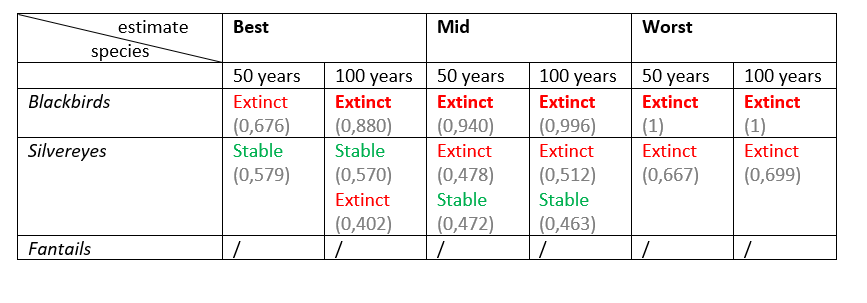 estimate Best Mid Worst
species
50 years 100 years 50 years 100 years 50 years 100 years
Blackbirds Extinct Extinct Extinct Extinct Extinct Extinct
(0,676) (0,880) (0,940) (0,996) (1) (1)
Silvereyes Stable Stable Extinct Extinct Extinct Extinct
(0,579) (0,570) (0,478) (0,512) (0,667) (0,699)
Extinct Stable Stable
(0,402) (0,472) (0,463)
Fantails / / / / / /